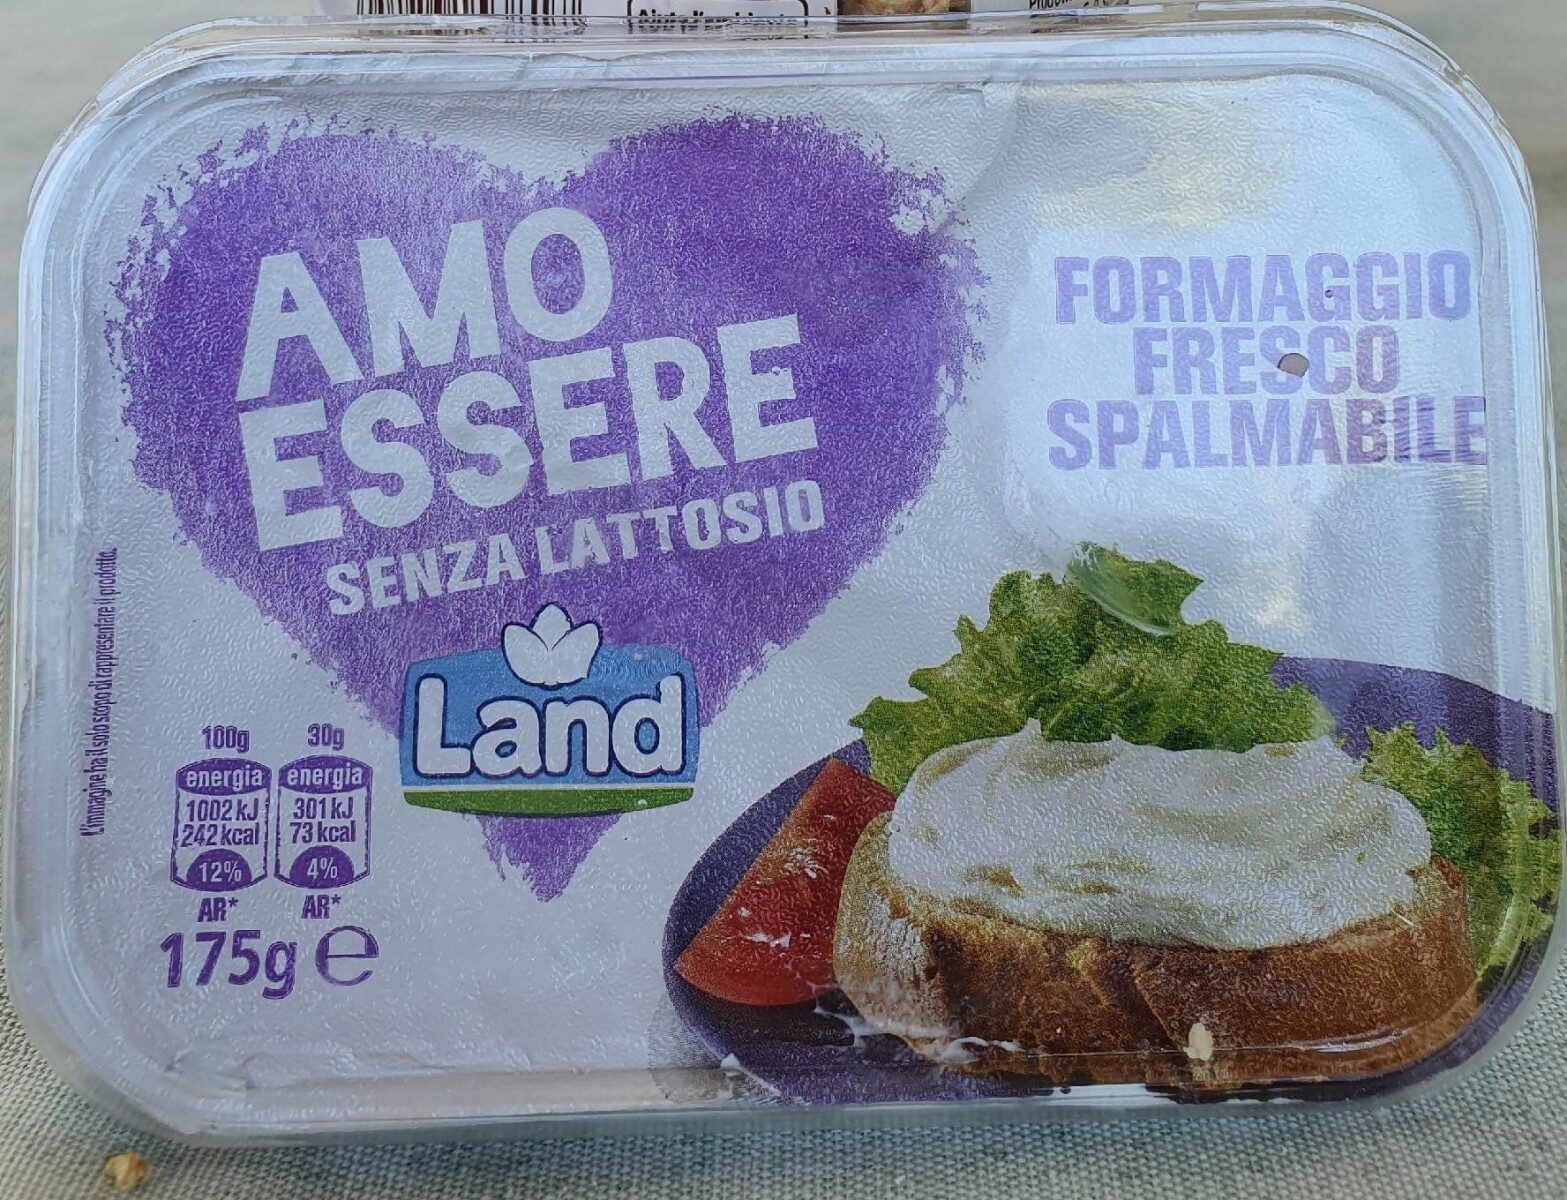 AMO
ESSERE
SENZA LATTOSIO
Land
FORMAGGIO
FRESCO
SPALMABILE
L'immagine ha il solo scopo di rappresentare il prodotto.
100g 30g
energia energia
1002 kJ 301 kJ
242 kcal 73 kcal
12% 4%
AR* AR*
175g e